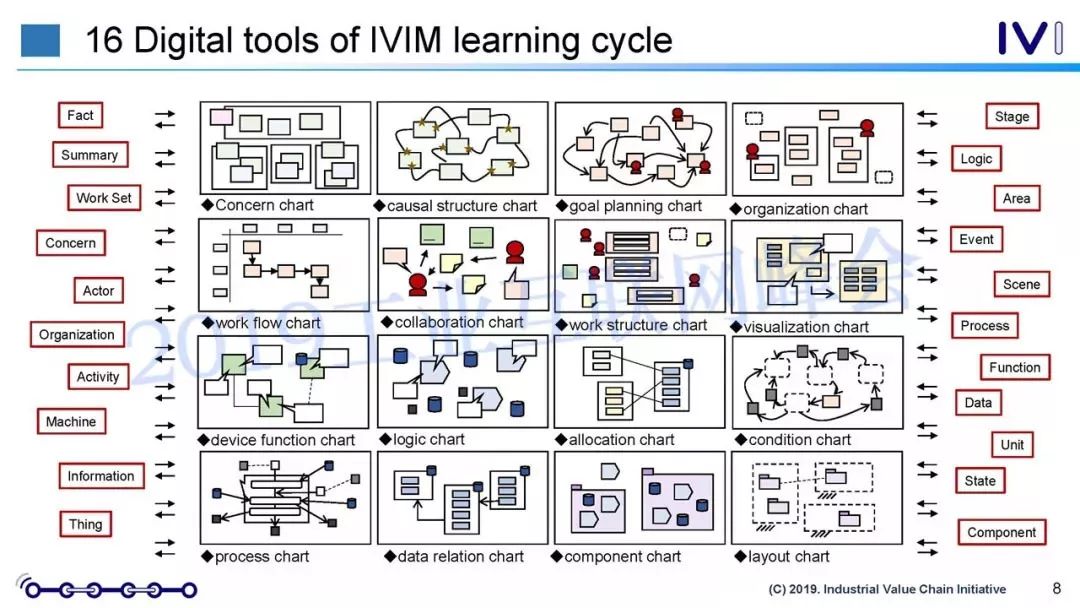 16 Digital tools of IVIM learning cycle
IVI
Fact
Summary
Work Set
Concern
Actor
Organization
Activity
Machine
Information
Thing
◆Concern chart
◆causal structure chart
◆goal planning chart
◆organization chart
◆work flow chart
◆collaboration chart
◆work structure chart
◆visualization chart
◆device function chart
◆logic chart
◆allocation chart
◆condition chart
◆process chart
◆data relation chart
◆component chart
◆layout chart
Stage
Logic
Area
Event
Scene
Process
Function
Data
Unit
State
Component
2019工业互联网峰会
(C) 2019. Industrial Value Chain Initiative
8